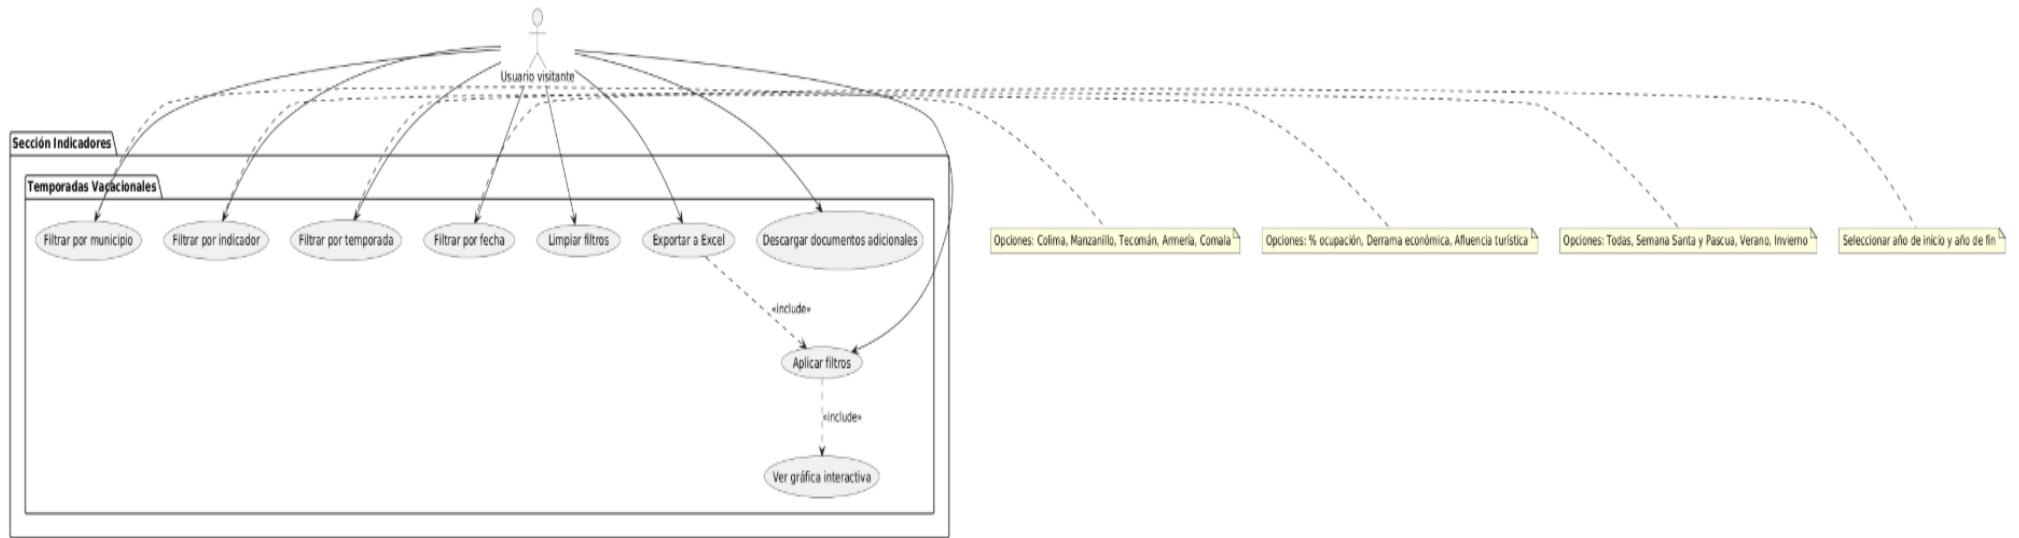 Usuario visitante
Sección Indicadores
Temporadas Vacacionales
Filtrar por municipio
Filtrar por indicador
Filtrar por temporada
Filtrar por fecha
Limpiar filtros
Exportar a Excel
Descargar documentos adicionales
Opciones: Colima, Manzanillo, Tecomán, Armería, Comala
Opciones: % ocupación, Derrama económica, Afluencia turística
Opciones: Todas, Semana Santa y Pascua, Verano, Invierno
Seleccionar año de inicio y año de fin
«include»
Aplicar filtros
«include»
Ver gráfica interactiva